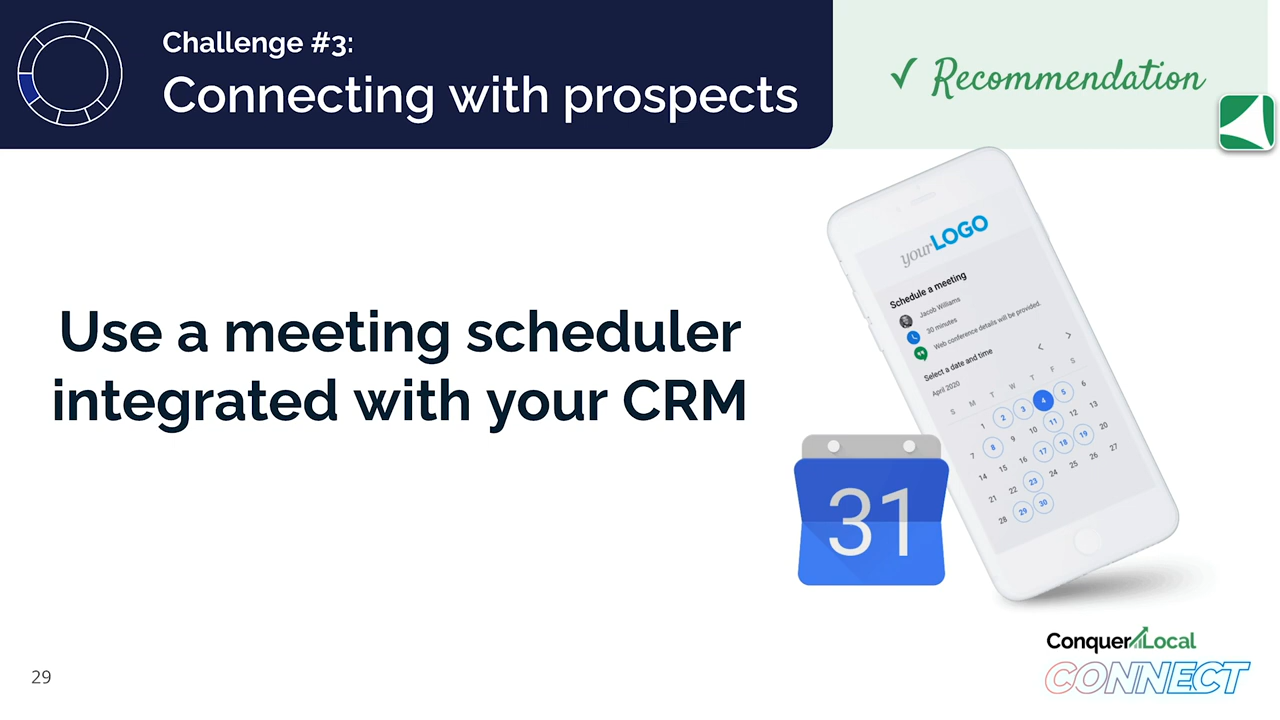 Challenge #3:
Connecting with prospects
✓ Recommendation
Use a meeting scheduler
integrated with your CRM
yourLOGO
Schedule a meeting
Jacob Williams
30 minutes
Web conference details will be provided.
Select a date and time
April 2020
S M T W T F S
1 2 3 4 5 6
7 8 9 10 11 12 13
14 15 16 17 18 19 20
21 22 23 24 25 26 27
28 29 30
31
29
Conquer Local
CONNECT